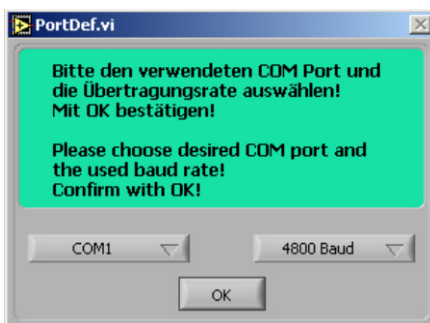 PortDef.vi
Bitte den verwendeten COM Port und
die Übertragungsrate auswählen!
Mit OK bestätigen!
Please choose desired COM port and
the used baud rate!
Confirm with OK!
COM1
4800 Baud
OK